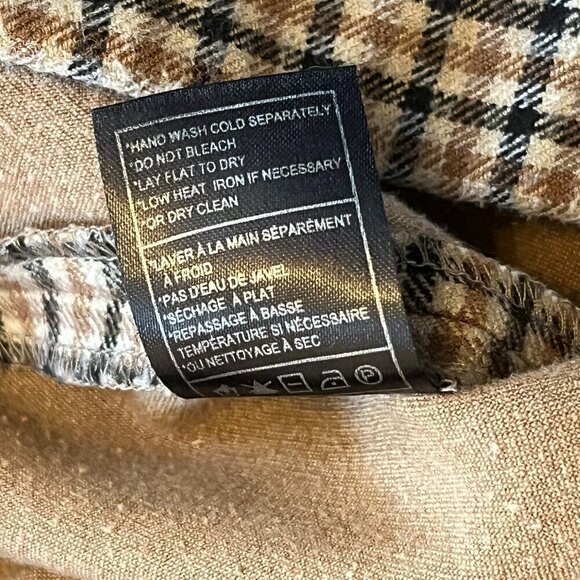 *HAND WASH COLD SEPARATELY
*DO NOT BLEACH
*LAY FLAT TO DRY
*LOW HEAT IRON IF NECESSARY
*OR DRY CLEAN
*LAVER À LA MAIN SÉPARÉMENT
À FROID
*PAS D'EAU DE JAVEL
*SÉCHAGE À PLAT
*REPASSAGE À BASSE
TEMPÉRATURE SI NÉCESSAIRE
*OU NETTOYAGE À SEC
P